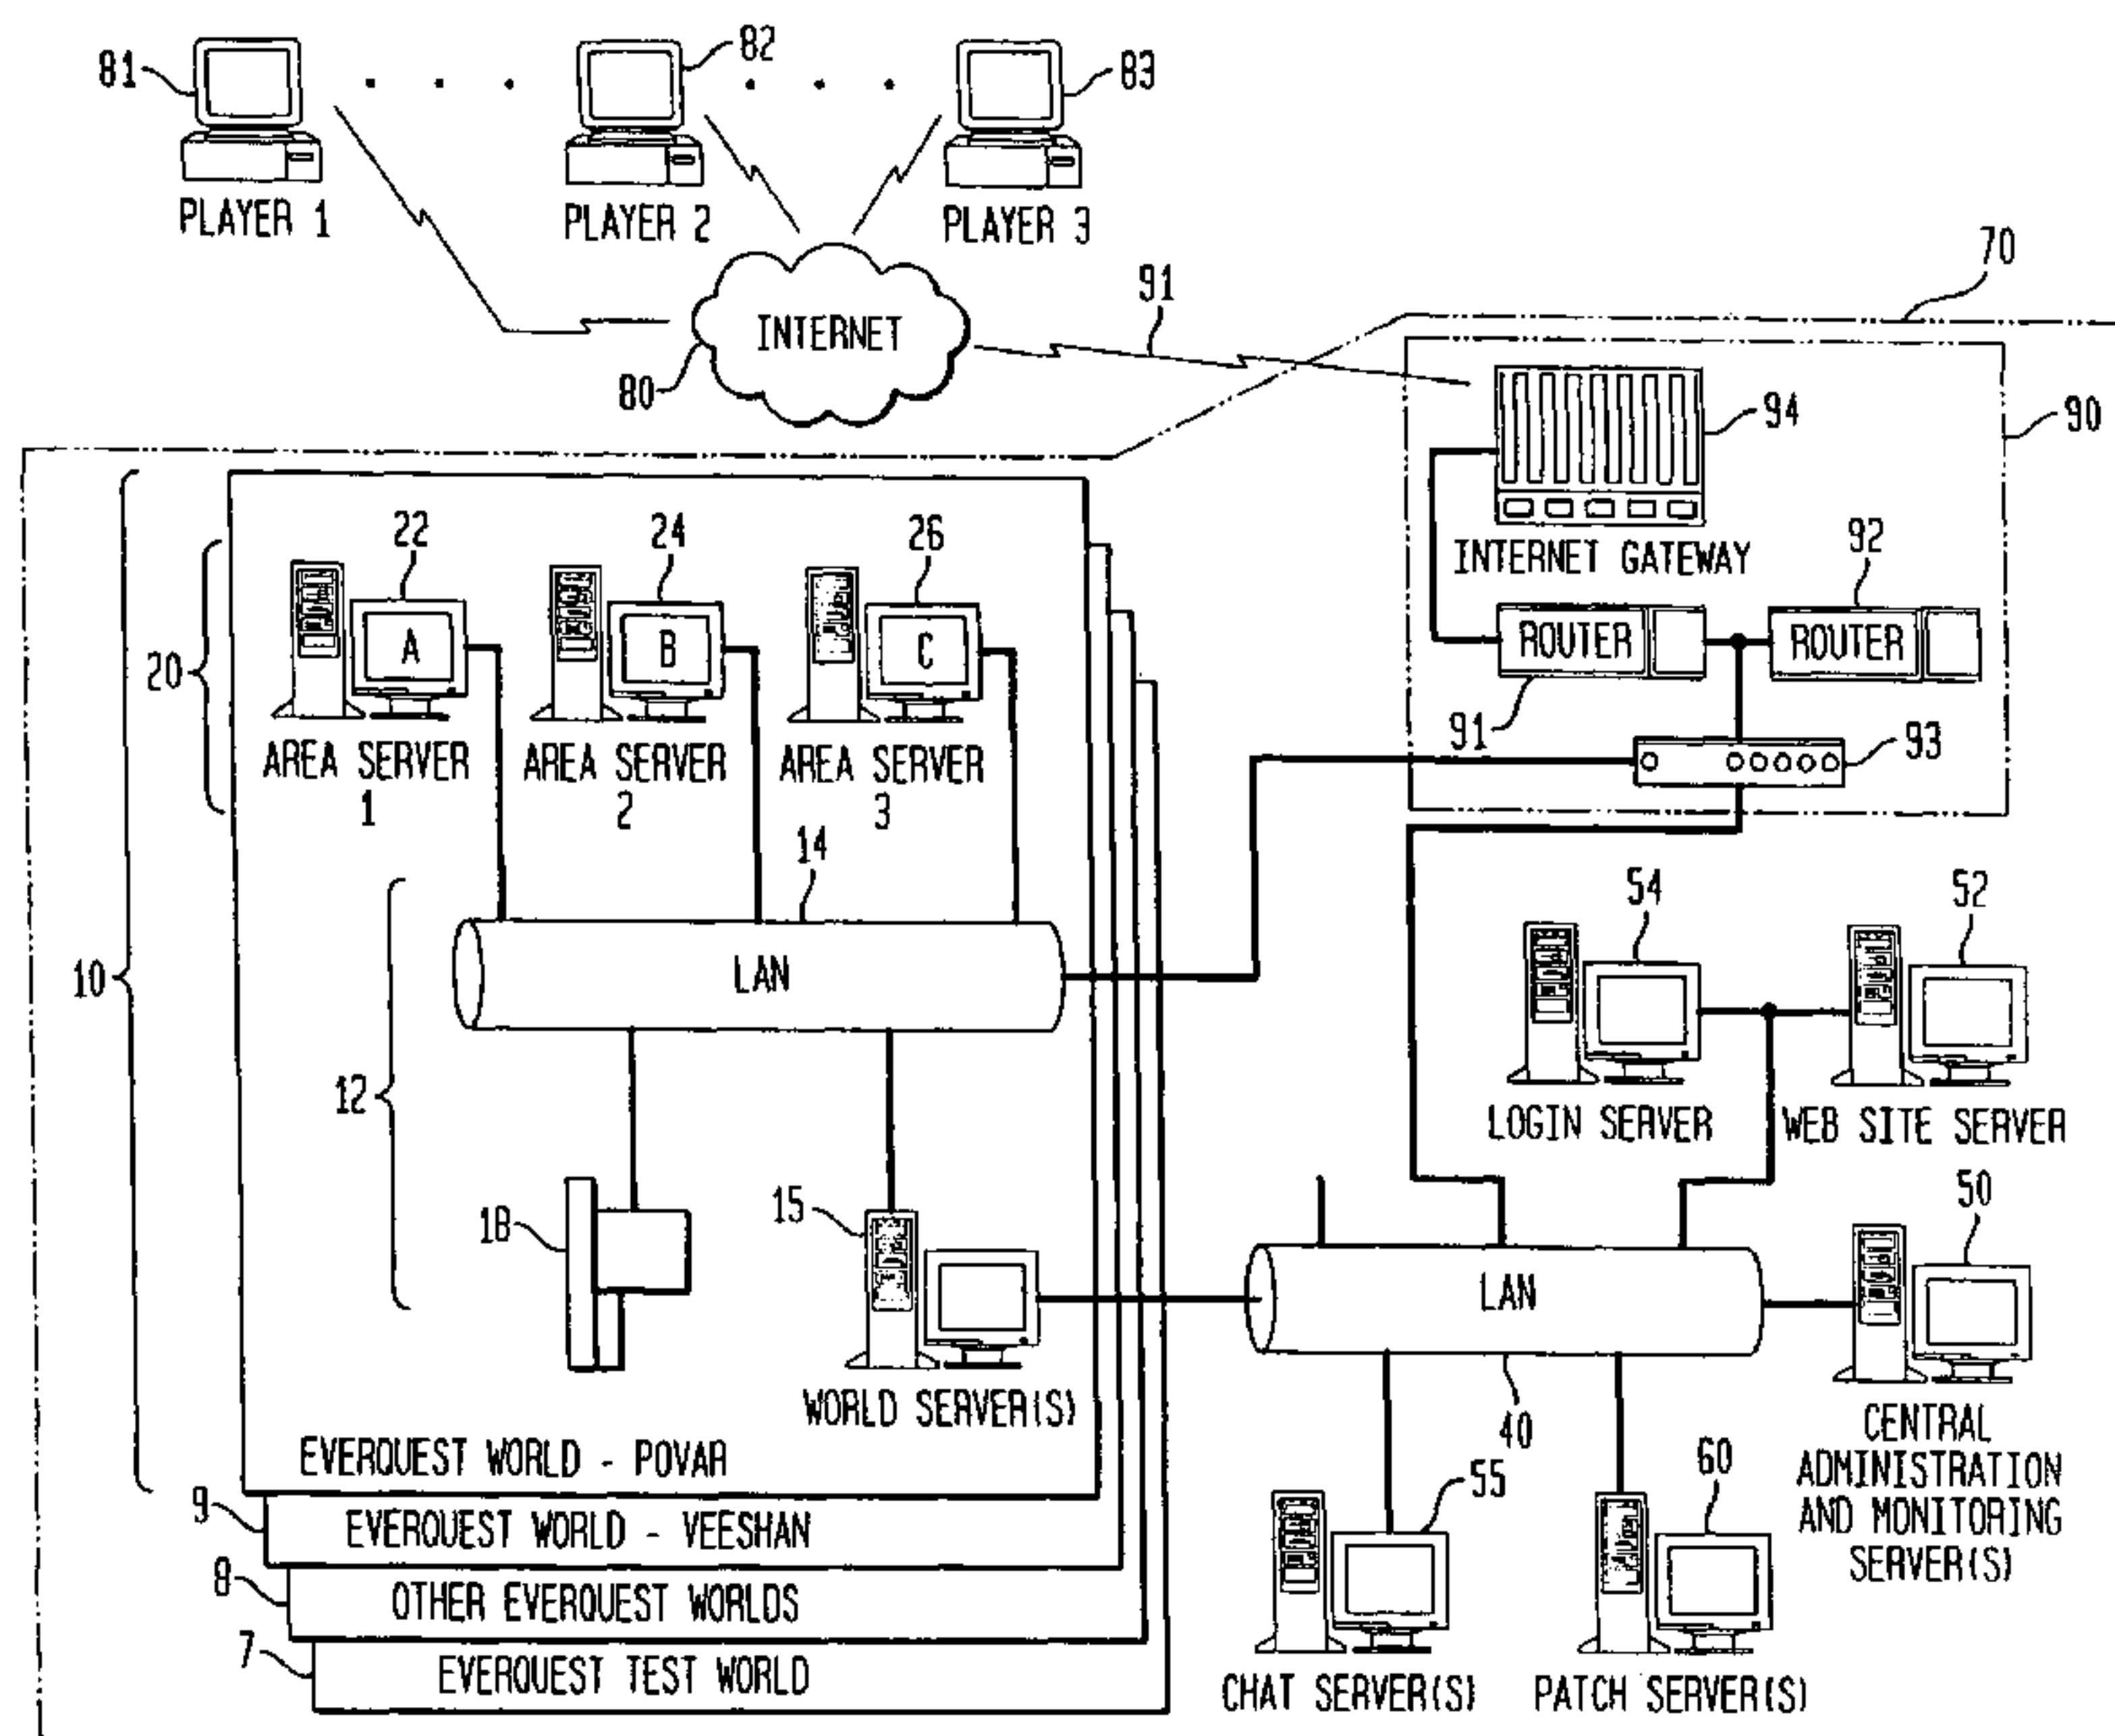 81
82
83
PLAYER 1
PLAYER 2
PLAYER 3
70
91
INTERNET
80
94
90
INTERNET GATEWAY
92
ROUTER
ROUTER
91
93
10
20
22
24
26
A
B
C
AREA SERVER
1
AREA SERVER
2
AREA SERVER
3
14
LAN
12
18
15
WORLD SERVER(S)
EVERQUEST WORLD - POVAR
9
EVERQUEST WORLD - VEESHAN
8
OTHER EVERQUEST WORLDS
7
EVERQUEST TEST WORLD
54
52
LOGIN SERVER
WEB SITE SERVER
50
LAN
40
CENTRAL
ADMINISTRATION
AND MONITORING
SERVER(S)
55
60
CHAT SERVER(S)
PATCH SERVER(S)